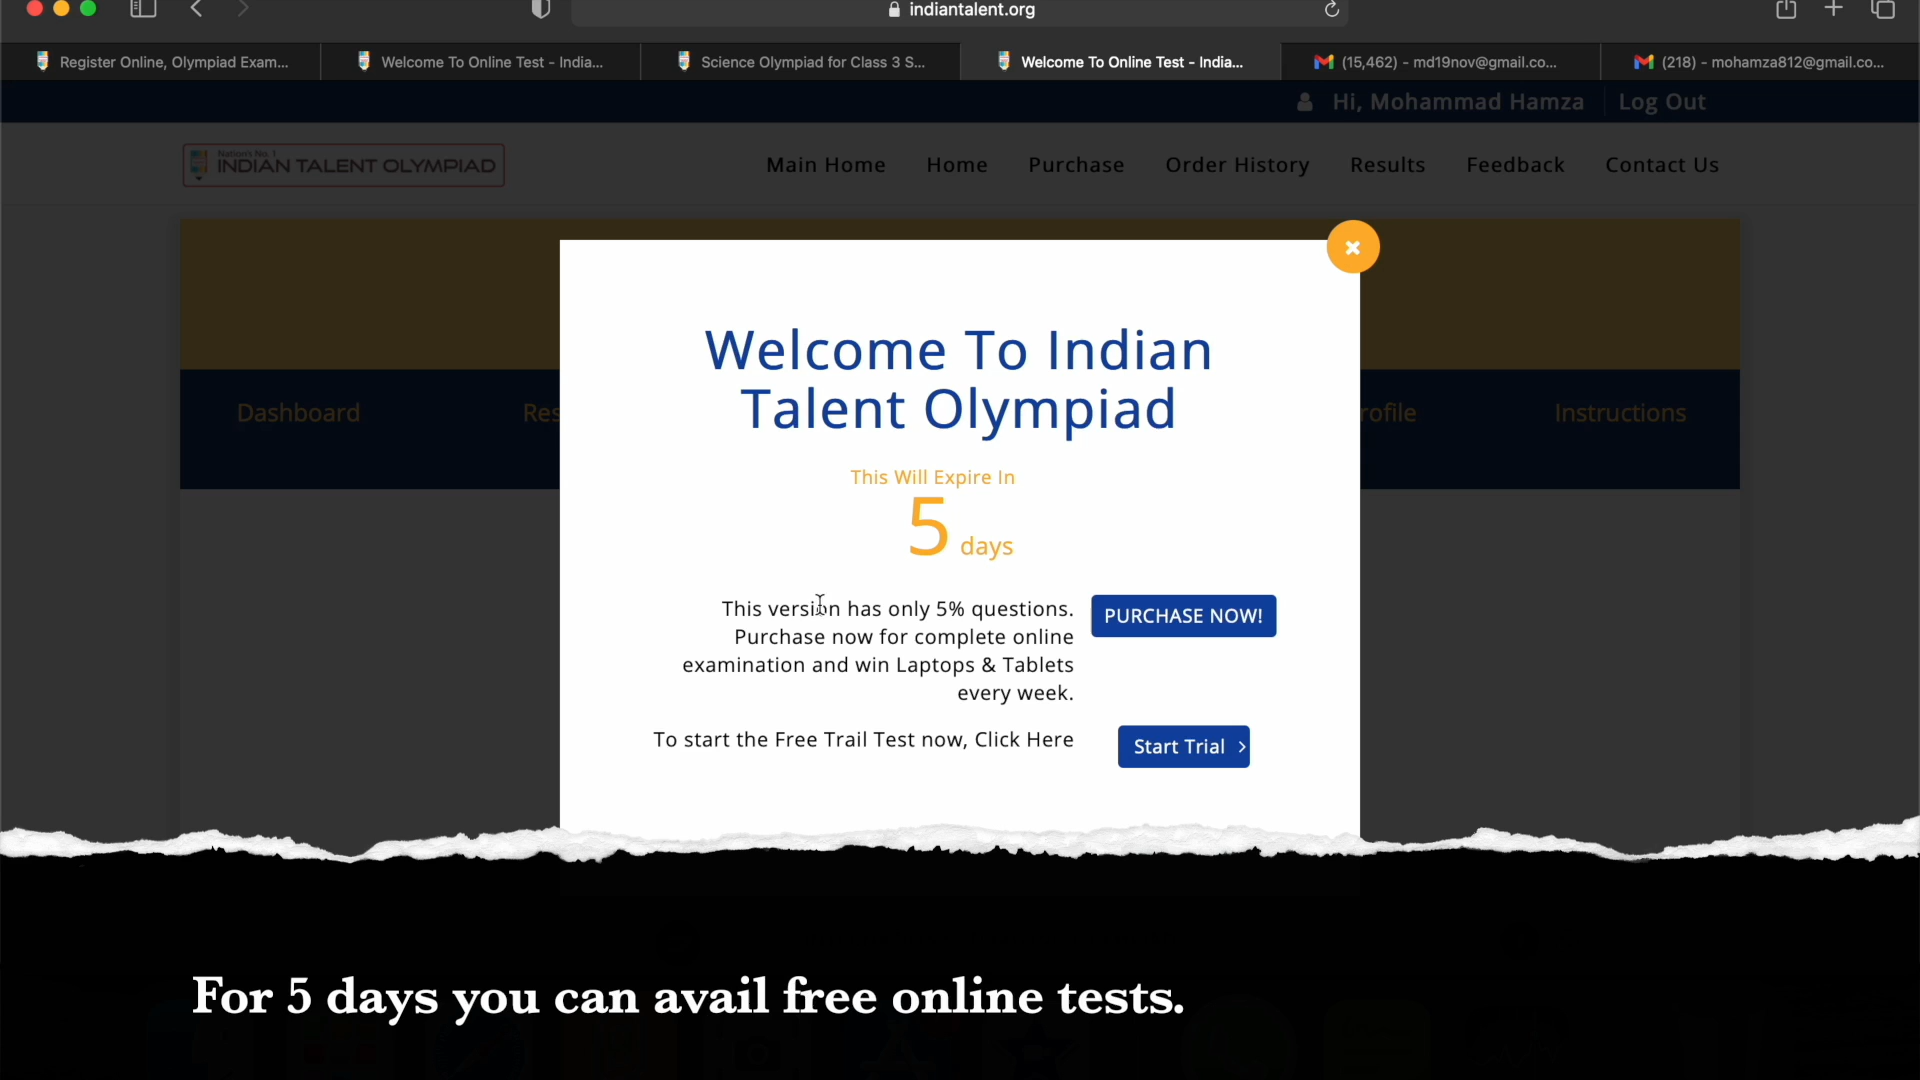 indiantalent.org
Register Online, Olympiad Exam...
Welcome To Online Test - India...
Science Olympiad for Class 3 S...
Welcome To Online Test - India...
(15,462) - md19nov@gmail.co...
(218) - mohamza812@gmail.co...
Hi, Mohammad Hamza
Log Out
Nation's No. 1
INDIAN TALENT OLYMPIAD
Main Home
Home
Purchase
Order History
Results
Feedback
Contact Us
Welcome To Indian
Talent Olympiad
Dashboard
Res
rofile
Instructions
This Will Expire In
5 days
This version has only 5% questions.
Purchase now for complete online
examination and win Laptops & Tablets
every week.
PURCHASE NOW!
To start the Free Trail Test now, Click Here
Start Trial
For 5 days you can avail free online tests.